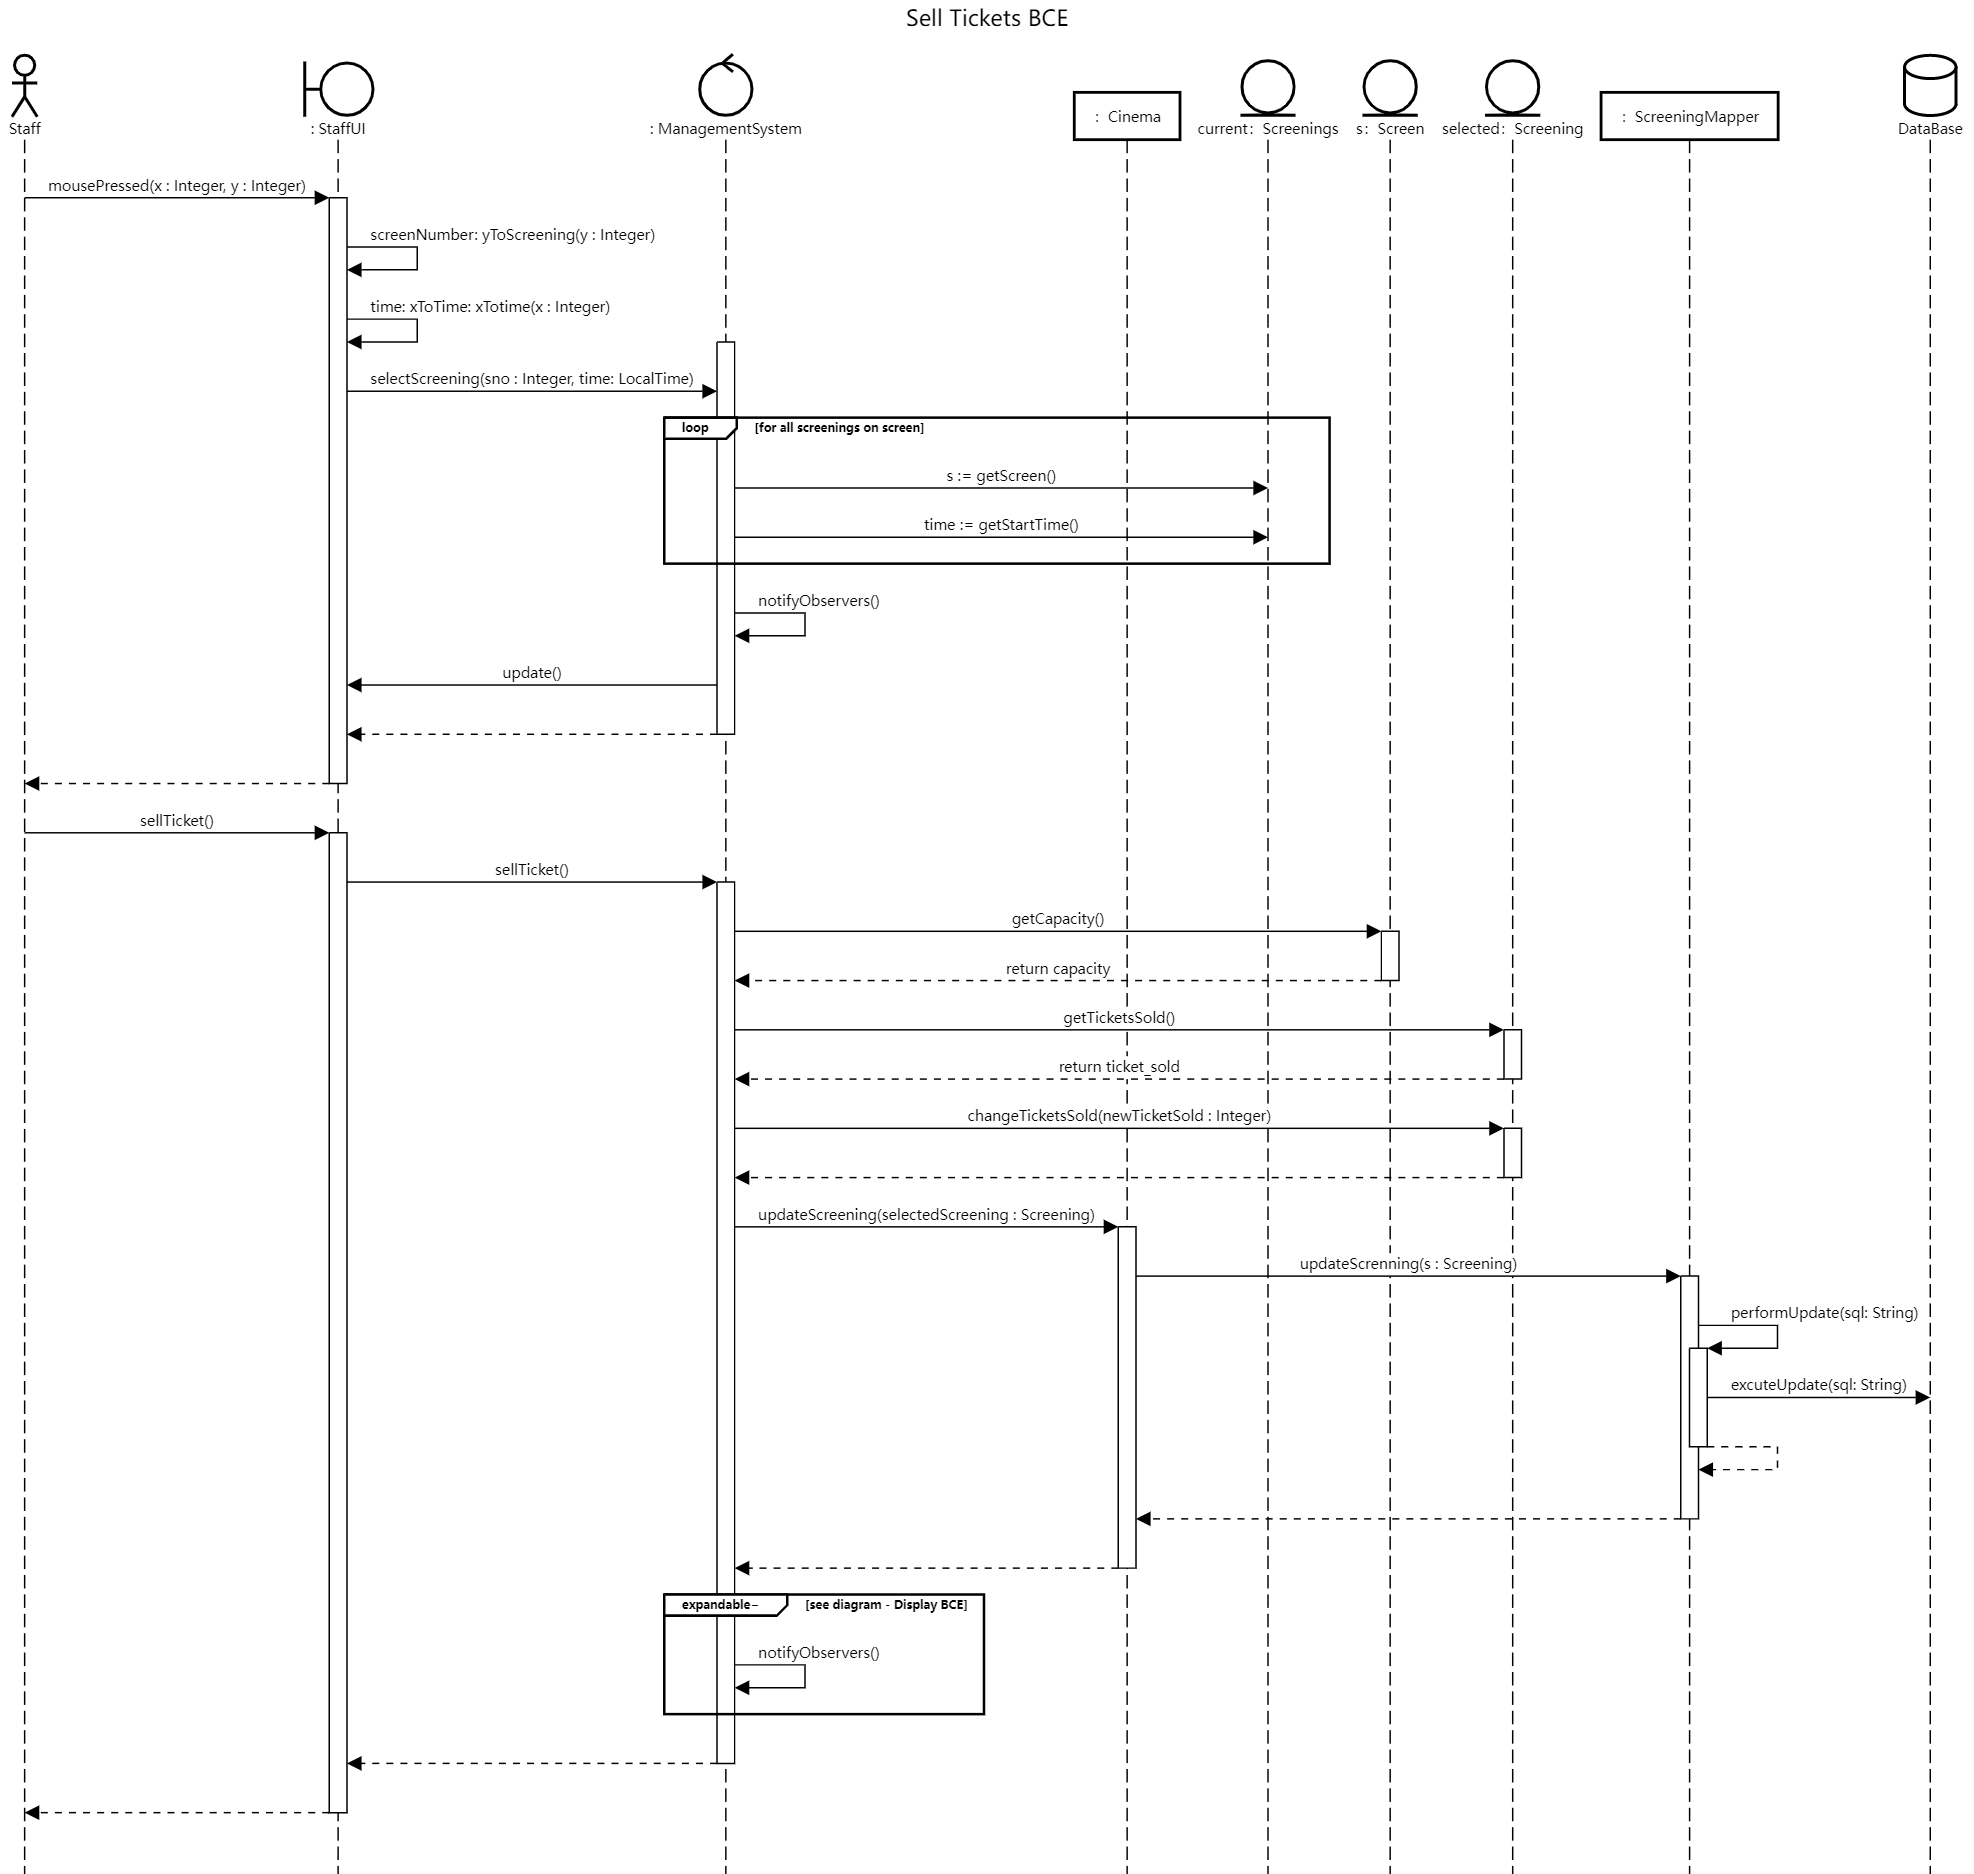 Sell Tickets BCE
Staff
: StaffUI
: ManagementSystem
: Cinema
current: Screenings
s: Screen
selected: Screening
: ScreeningMapper
DataBase
mousePressed(x : Integer, y : Integer)
screenNumber: yToScreening(y : Integer)
time: xToTime: xTotime(x : Integer)
selectScreening(sno : Integer, time: LocalTime)
loop [for all screenings on screen]
s := getScreen()
time := getStartTime()
notifyObservers()
update()
sellTicket()
sellTicket()
getCapacity()
return capacity
getTicketsSold()
return ticket_sold
changeTicketsSold(newTicketSold : Integer)
updateScreening(selectedScreening : Screening)
updateScrenning(s : Screening)
performUpdate(sql: String)
excuteUpdate(sql: String)
expandable– [see diagram - Display BCE]
notifyObservers()